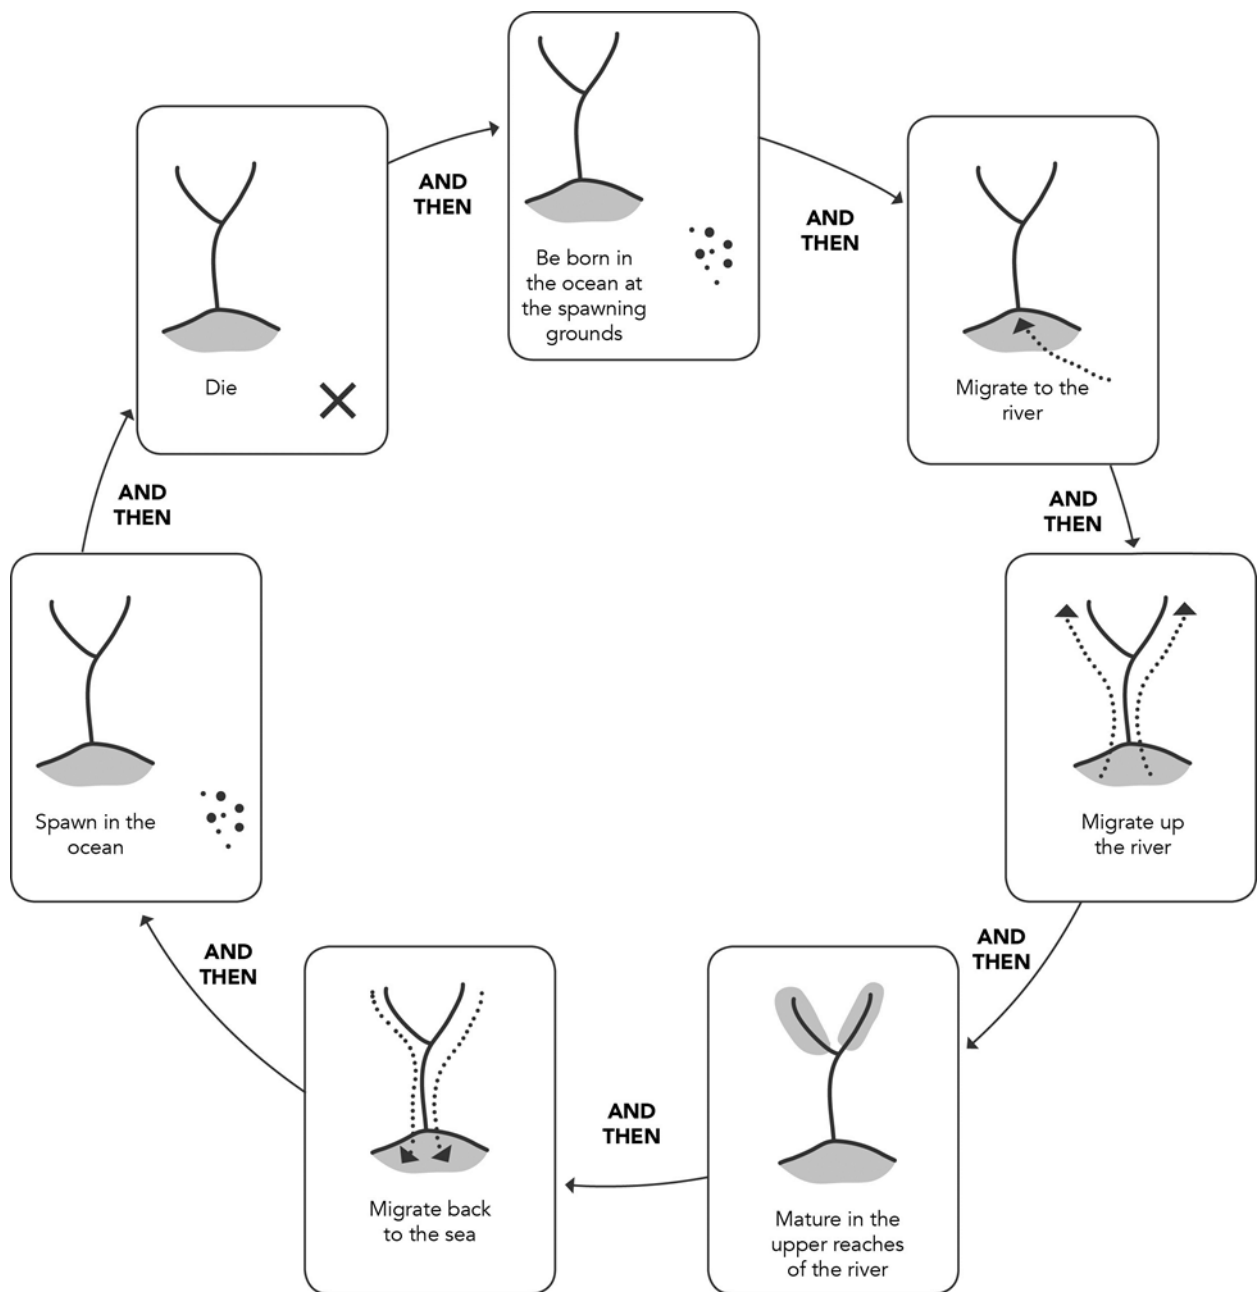 Be born in
the ocean at
the spawning
grounds
AND
THEN
Migrate to the
river
AND
THEN
Migrate up
the river
AND
THEN
Mature in the
upper reaches
of the river
AND
THEN
Migrate back
to the sea
AND
THEN
Spawn in the
ocean
AND
THEN
Die
AND
THEN